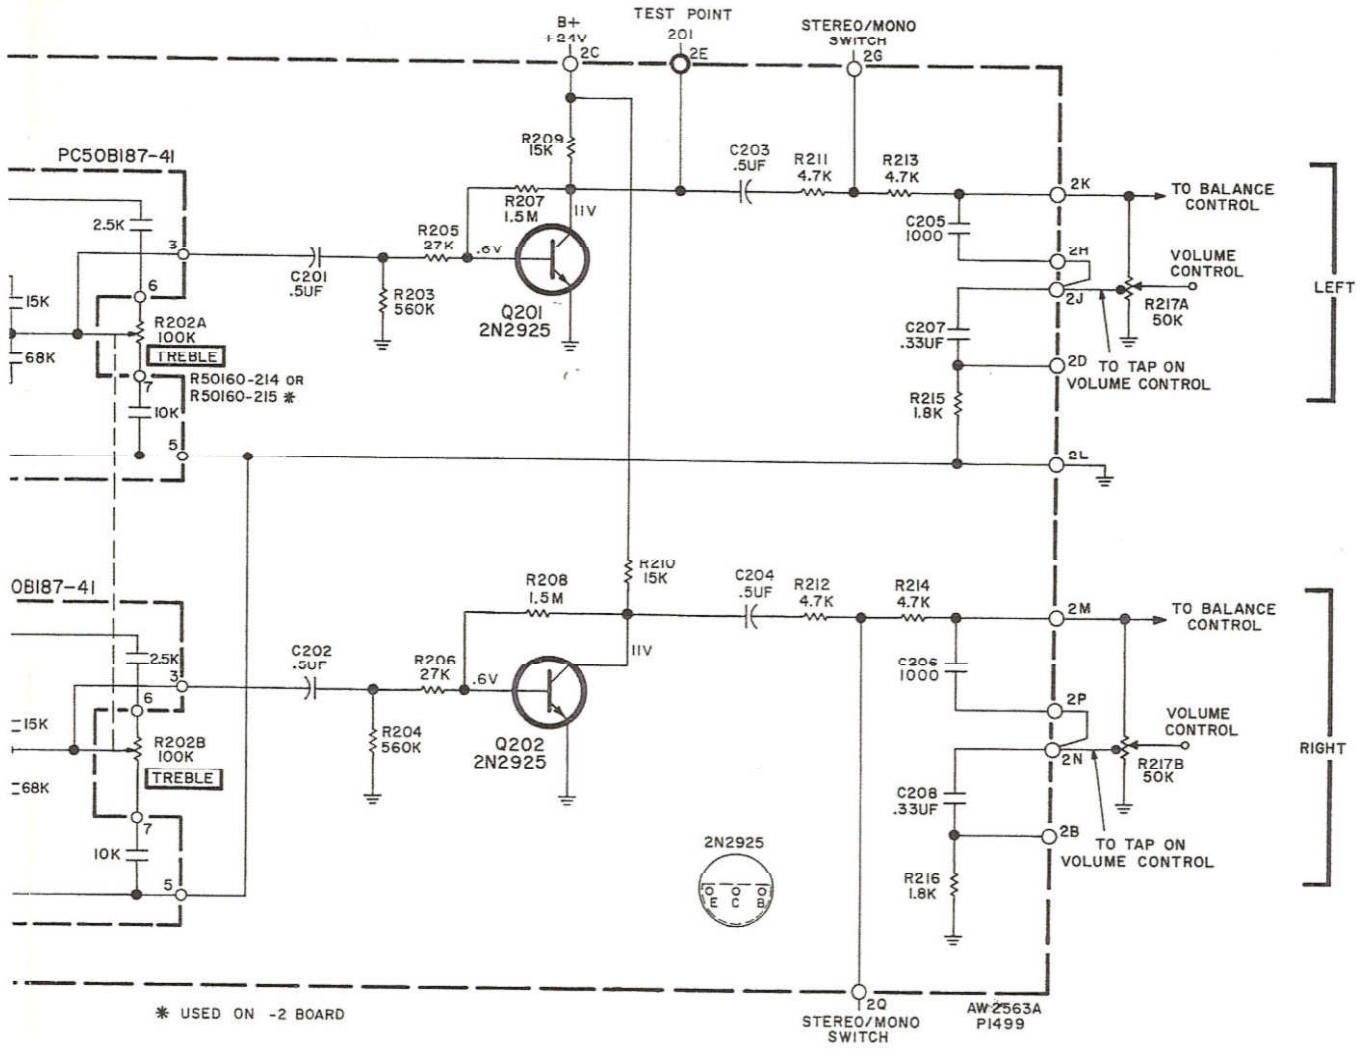 TEST POINT
201
B+
+24V
2C
2E
STEREO/MONO
SWITCH
2G
PC50B187-41
R209
15K
C203
.5UF
R211
4.7K
R213
4.7K
2K
TO BALANCE
CONTROL
2.5K
3
R207
1.5M
11V
R205
27K
.6V
C205
1000
2H
VOLUME
CONTROL
C201
.5UF
R203
560K
Q201
2N2925
2J
R217A
50K
LEFT
6
15K
R202A
100K
TREBLE
68K
7
R50160-214 OR
R50160-215 *
C207
.33UF
2D
TO TAP ON
VOLUME CONTROL
10K
R215
1.8K
5
2L
0B187-41
R208
1.5M
R210
15K
C204
.5UF
R212
4.7K
R214
4.7K
2M
TO BALANCE
CONTROL
2.5K
3
C202
.5UF
R206
27K
.6V
11V
C206
1000
2P
6
15K
R202B
100K
TREBLE
68K
R204
560K
Q202
2N2925
VOLUME
CONTROL
2N
R217B
50K
RIGHT
C208
.33UF
7
2B
TO TAP ON
VOLUME CONTROL
10K
5
2N2925
E C B
R216
1.8K
* USED ON -2 BOARD
2Q
STEREO/MONO
SWITCH
AW2563A
P1499